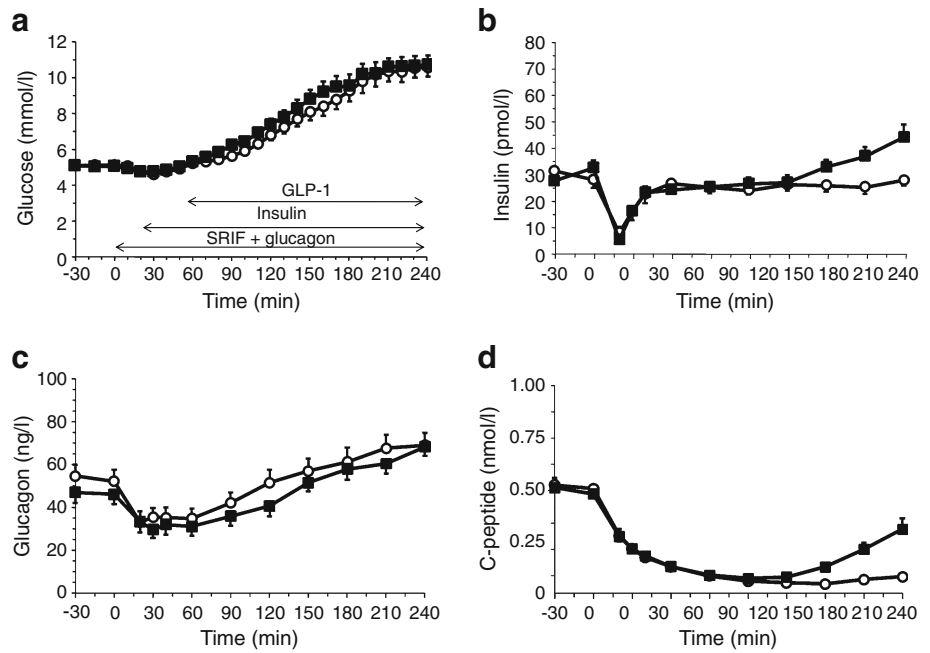 a
12
10
8
6
4
2
0
Glucose (mmol/l)
GLP-1
Insulin
SRIF + glucagon
-30 0 30 60 90 120 150 180 210 240
Time (min)
b
80
70
60
50
40
30
20
10
0
Insulin (pmol/l)
-30 0 0 30 60 90 120 150 180 210 240
Time (min)
c
100
80
60
40
20
0
Glucagon (ng/l)
-30 0 30 60 90 120 150 180 210 240
Time (min)
d
1.00
0.75
0.50
0.25
0
C-peptide (nmol/l)
-30 0 0 30 60 90 120 150 180 210 240
Time (min)